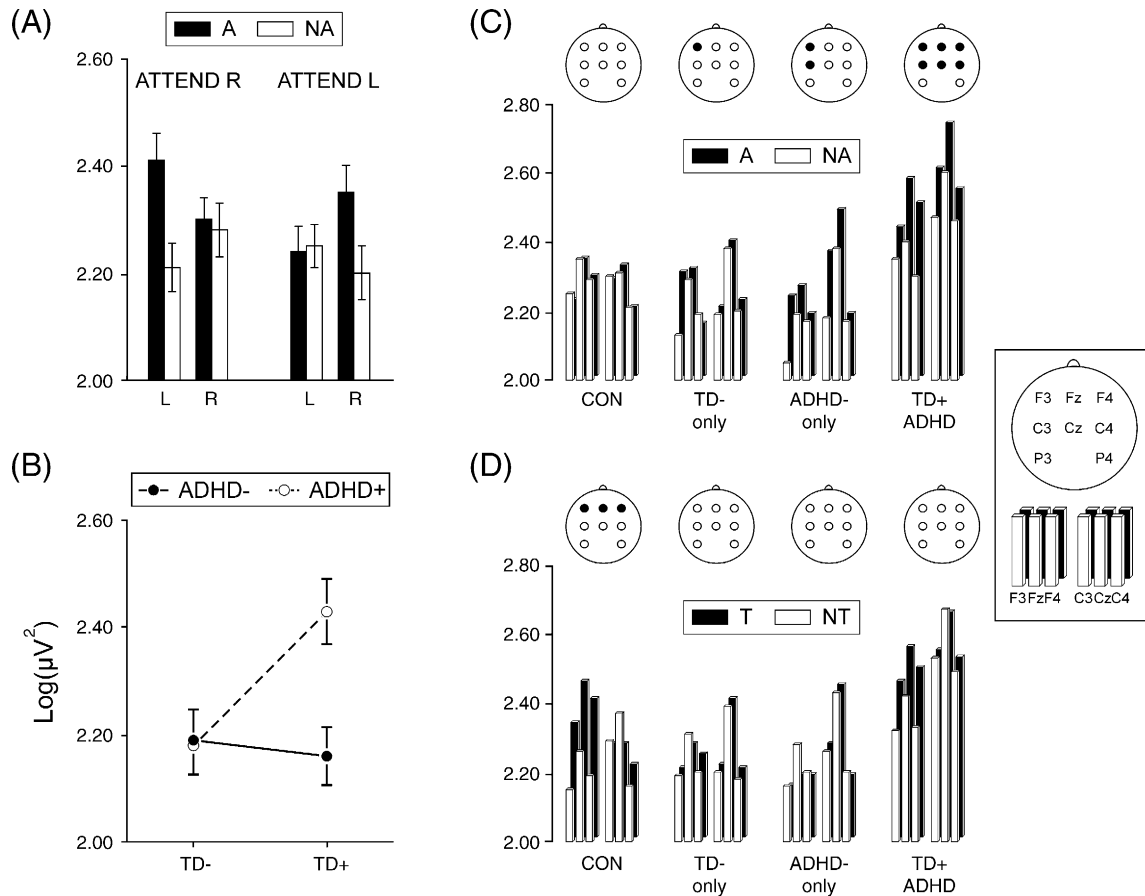 (A)
A NA
2.60
ATTEND R ATTEND L
2.40
2.20
2.00
L R L R
(B)
ADHD- ADHD+
2.60
2.40
Log(µV²)
2.20
2.00
TD- TD+
(C)
2.80
A NA
2.60
2.40
2.20
2.00
CON TD- ADHD- TD+
only only ADHD
(D)
2.80
T NT
2.60
2.40
2.20
2.00
CON TD- ADHD- TD+
only only ADHD
F3 Fz F4
C3 Cz C4
P3 P4
F3FzF4 C3CzC4